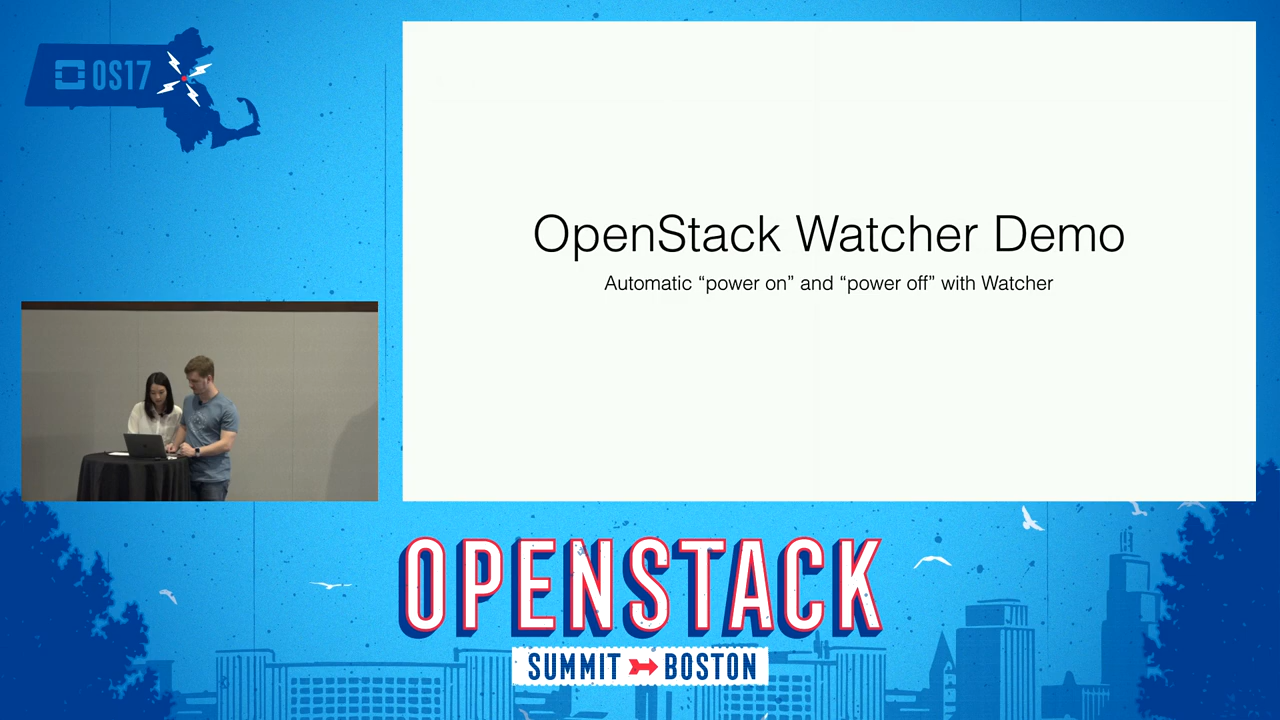 OS17
OpenStack Watcher Demo
Automatic “power on” and “power off” with Watcher
OPENSTACK
SUMMIT BOSTON